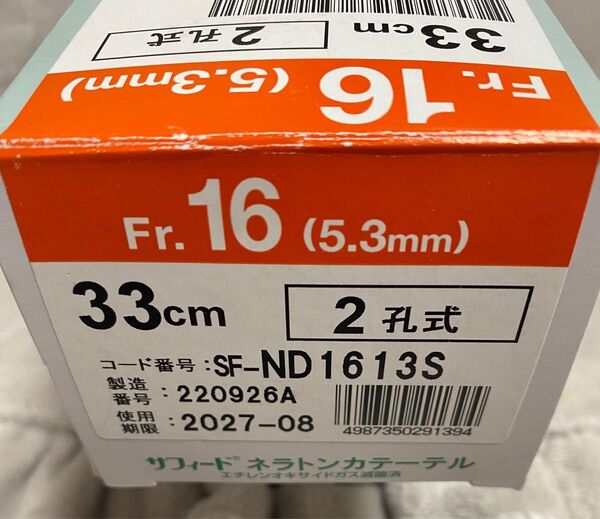 33cm
2孔式
Fr.16 (5.3mm)
Fr.16 (5.3mm)
33cm
2孔式
コード番号:SF-ND1613S
製造番号:220926A
使用期限:2027-08
4987350291394
サフィード® ネラトンカテーテル
エチレンオキサイドガス滅菌済